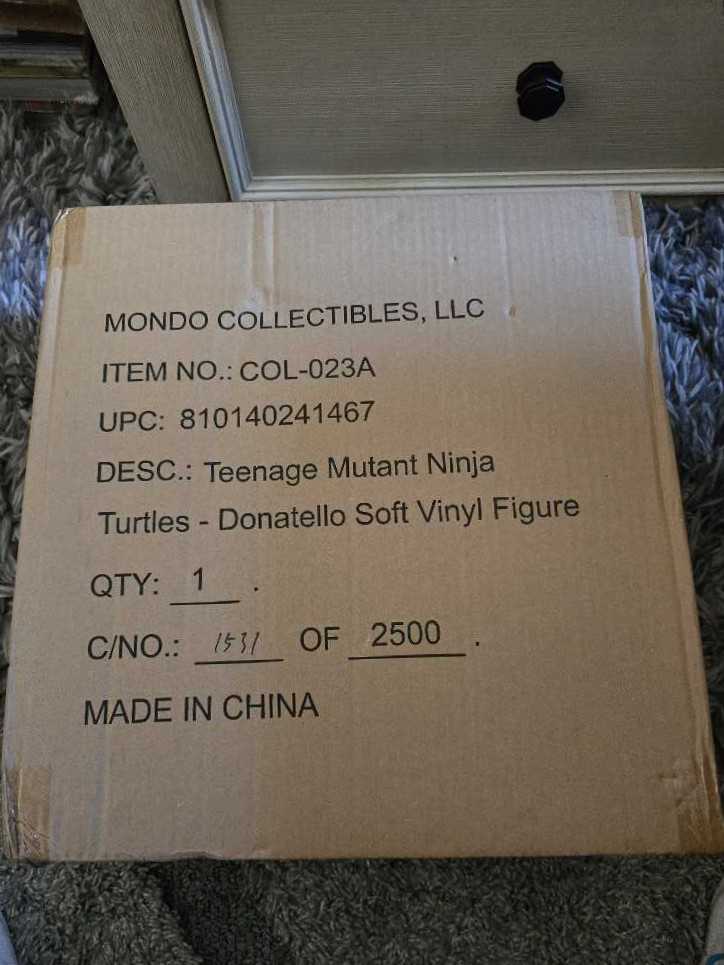 MONDO COLLECTIBLES, LLC
ITEM NO.: COL-023A
UPC: 810140241467
DESC.: Teenage Mutant Ninja
Turtles - Donatello Soft Vinyl Figure
QTY: 1 .
C/NO.: 1531 OF 2500 .
MADE IN CHINA